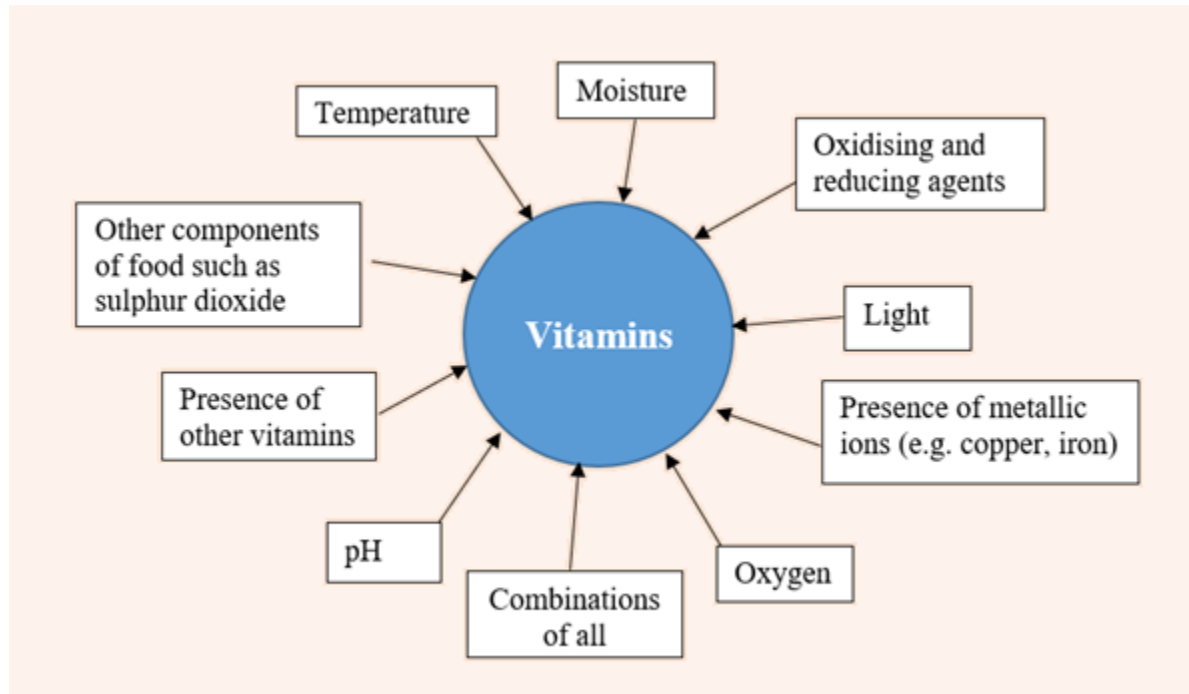 Moisture
Temperature
Oxidising and
reducing agents
Other components
of food such as
sulphur dioxide
Light
Vitamins
Presence of
other vitamins
Presence of metallic
ions (e.g. copper, iron)
pH
Oxygen
Combinations
of all